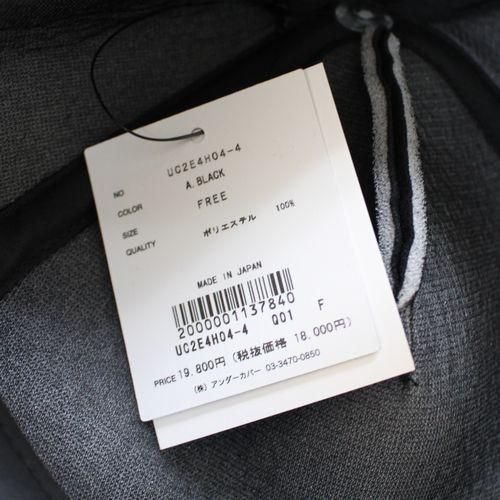 NO UC2E4H04-4
COLOR A.BLACK
SIZE FREE
QUALITY ポリエステル 100%
MADE IN JAPAN
2000001137840
UC2E4H04-4 Q01 F
PRICE 19,800円(税抜価格 18,000円)
(株) アンダーカバー 03-3470-0850